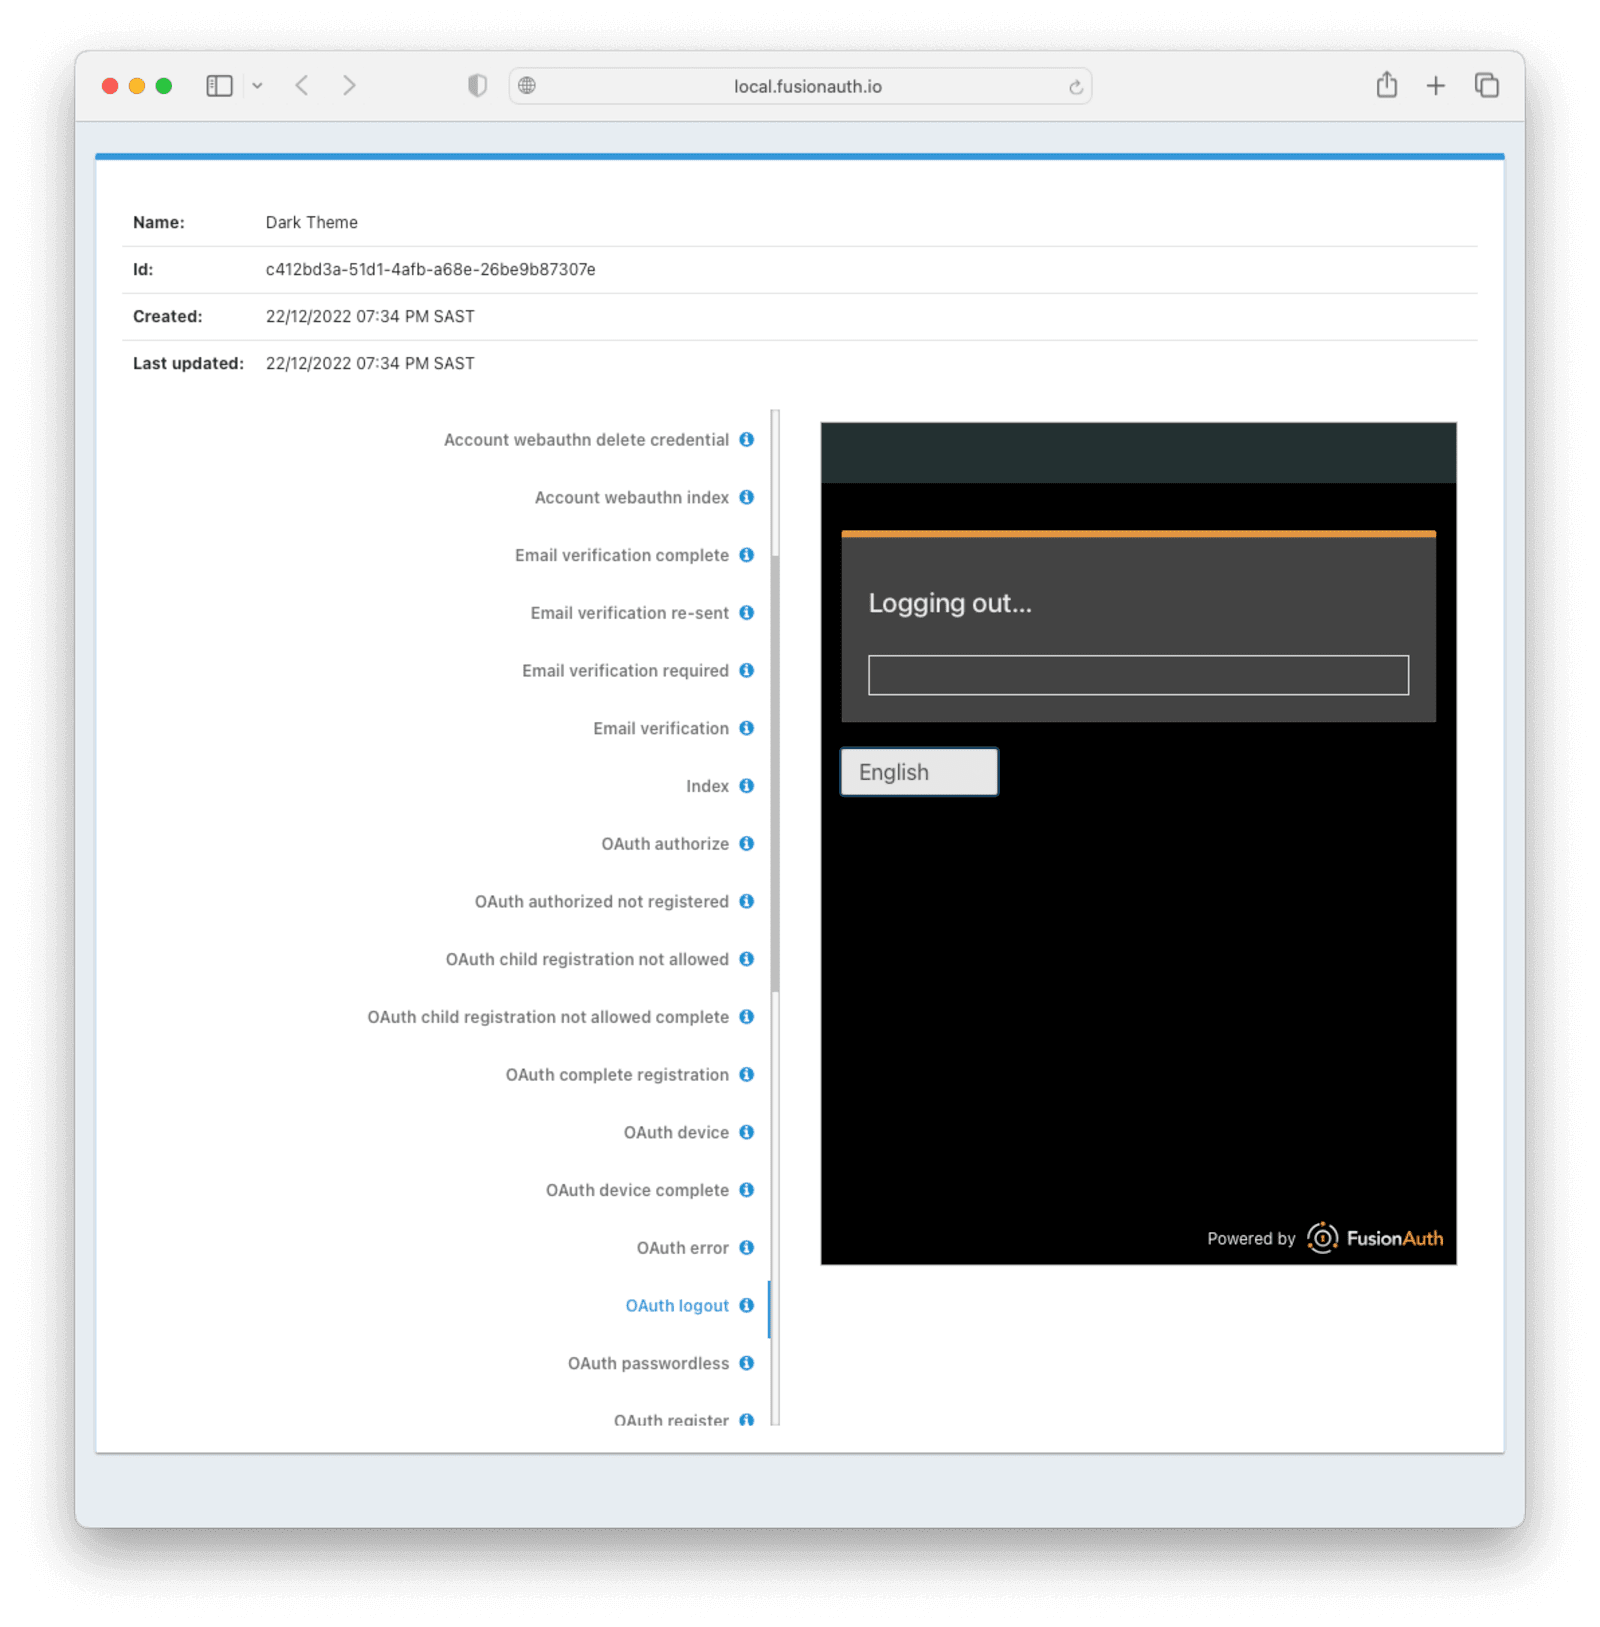 local.fusionauth.io
Name: Dark Theme
Id: c412bd3a-51d1-4afb-a68e-26be9b87307e
Created: 22/12/2022 07:34 PM SAST
Last updated: 22/12/2022 07:34 PM SAST
Account webauthn delete credential
Account webauthn index
Email verification complete
Email verification re-sent
Email verification required
Email verification
Index
OAuth authorize
OAuth authorized not registered
OAuth child registration not allowed
OAuth child registration not allowed complete
OAuth complete registration
OAuth device
OAuth device complete
OAuth error
OAuth logout
OAuth passwordless
OAuth register
Logging out...
English
Powered by FusionAuth